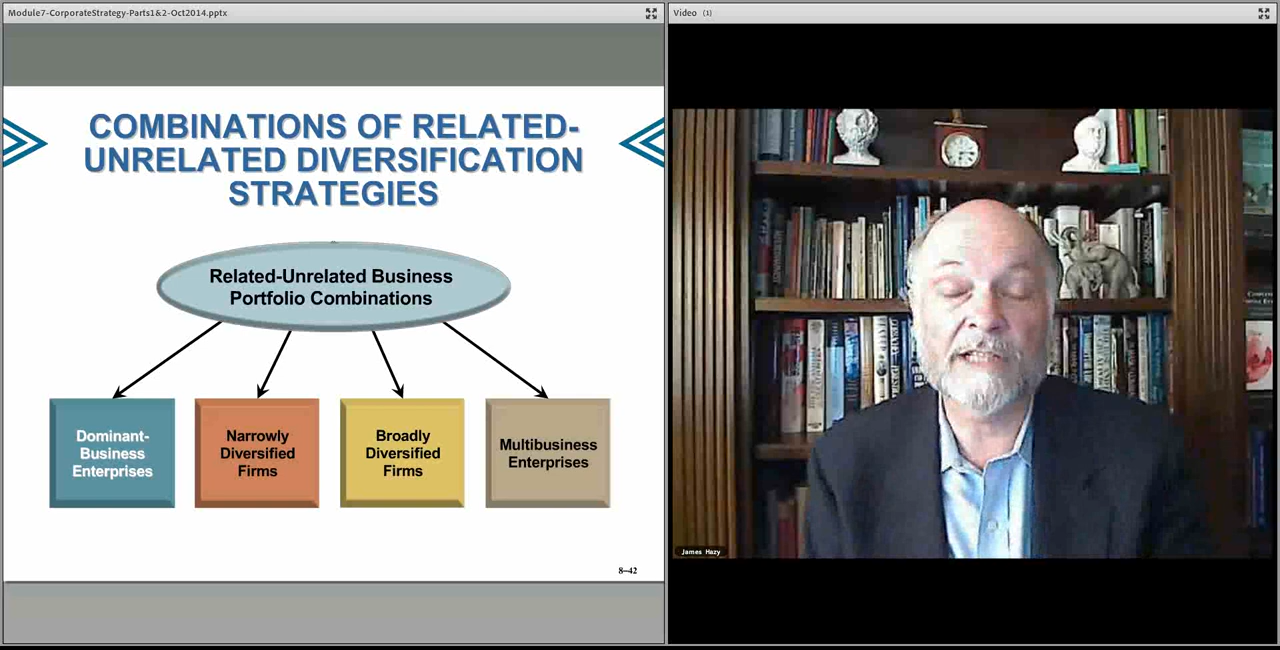 Module7-CorporateStrategy-Parts1&2-Oct2014.pptx
COMBINATIONS OF RELATED-
UNRELATED DIVERSIFICATION
STRATEGIES
Related-Unrelated Business
Portfolio Combinations
Dominant-
Business
Enterprises
Narrowly
Diversified
Firms
Broadly
Diversified
Firms
Multibusiness
Enterprises
8–42
Video (1)
James Hazy